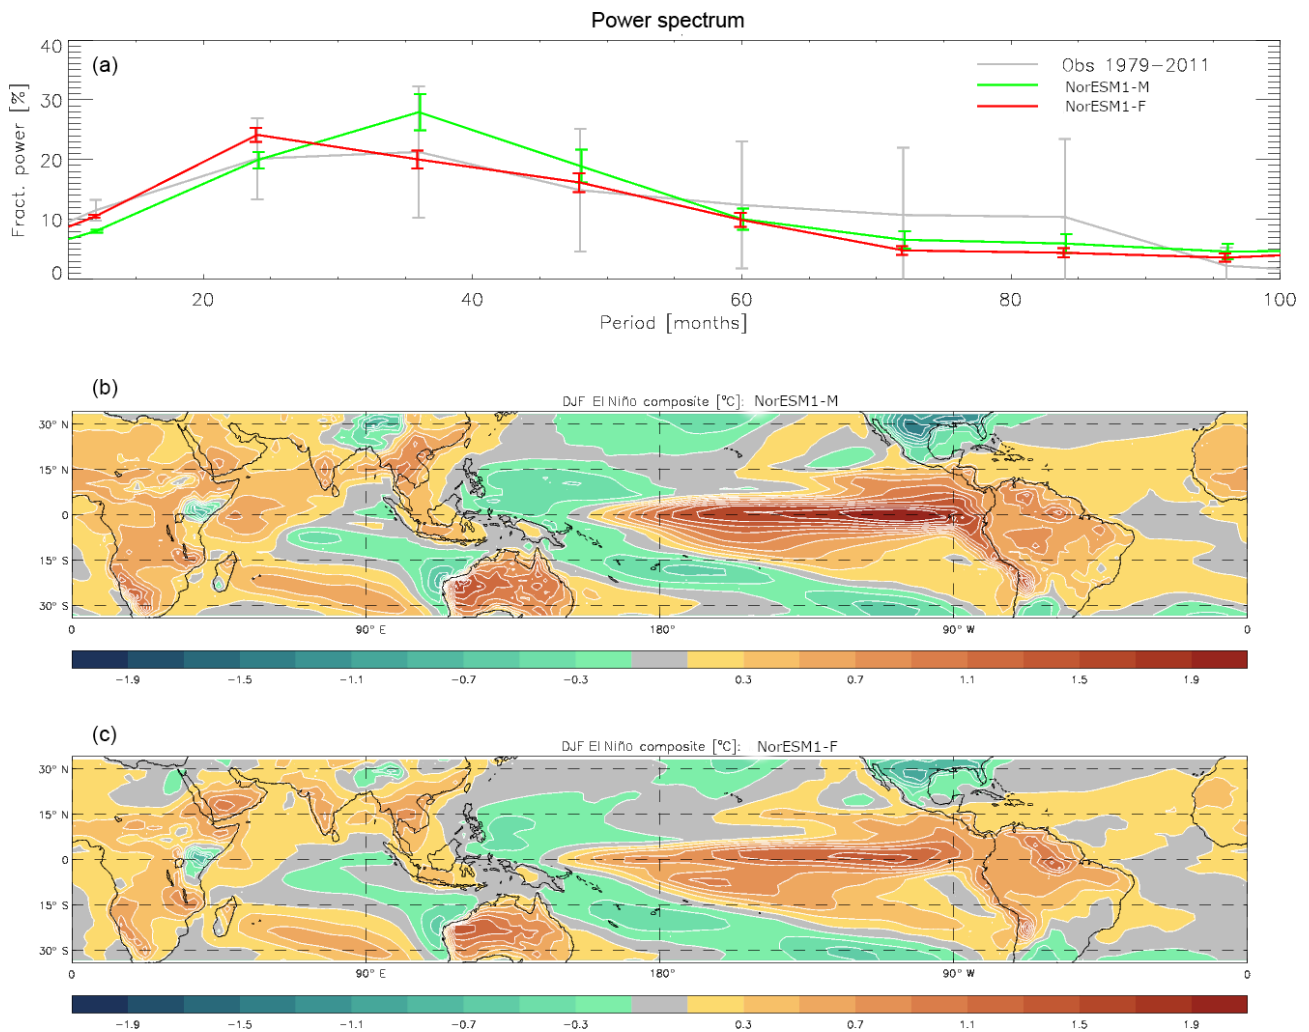 Power spectrum
(a)
40
30
20
10
0
Fract. power [%]
Obs 1979–2011
NorESM1-M
NorESM1-F
20 40 60 80 100
Period [months]
(b)
DJF El Niño composite [°C]: NorESM1-M
30° N
15° N
0
15° S
30° S
0 90° E 180° 90° W 0
−1.9 −1.5 −1.1 −0.7 −0.3 0.3 0.7 1.1 1.5 1.9
(c)
DJF El Niño composite [°C]: NorESM1-F
30° N
15° N
0
15° S
30° S
0 90° E 180° 90° W 0
−1.9 −1.5 −1.1 −0.7 −0.3 0.3 0.7 1.1 1.5 1.9